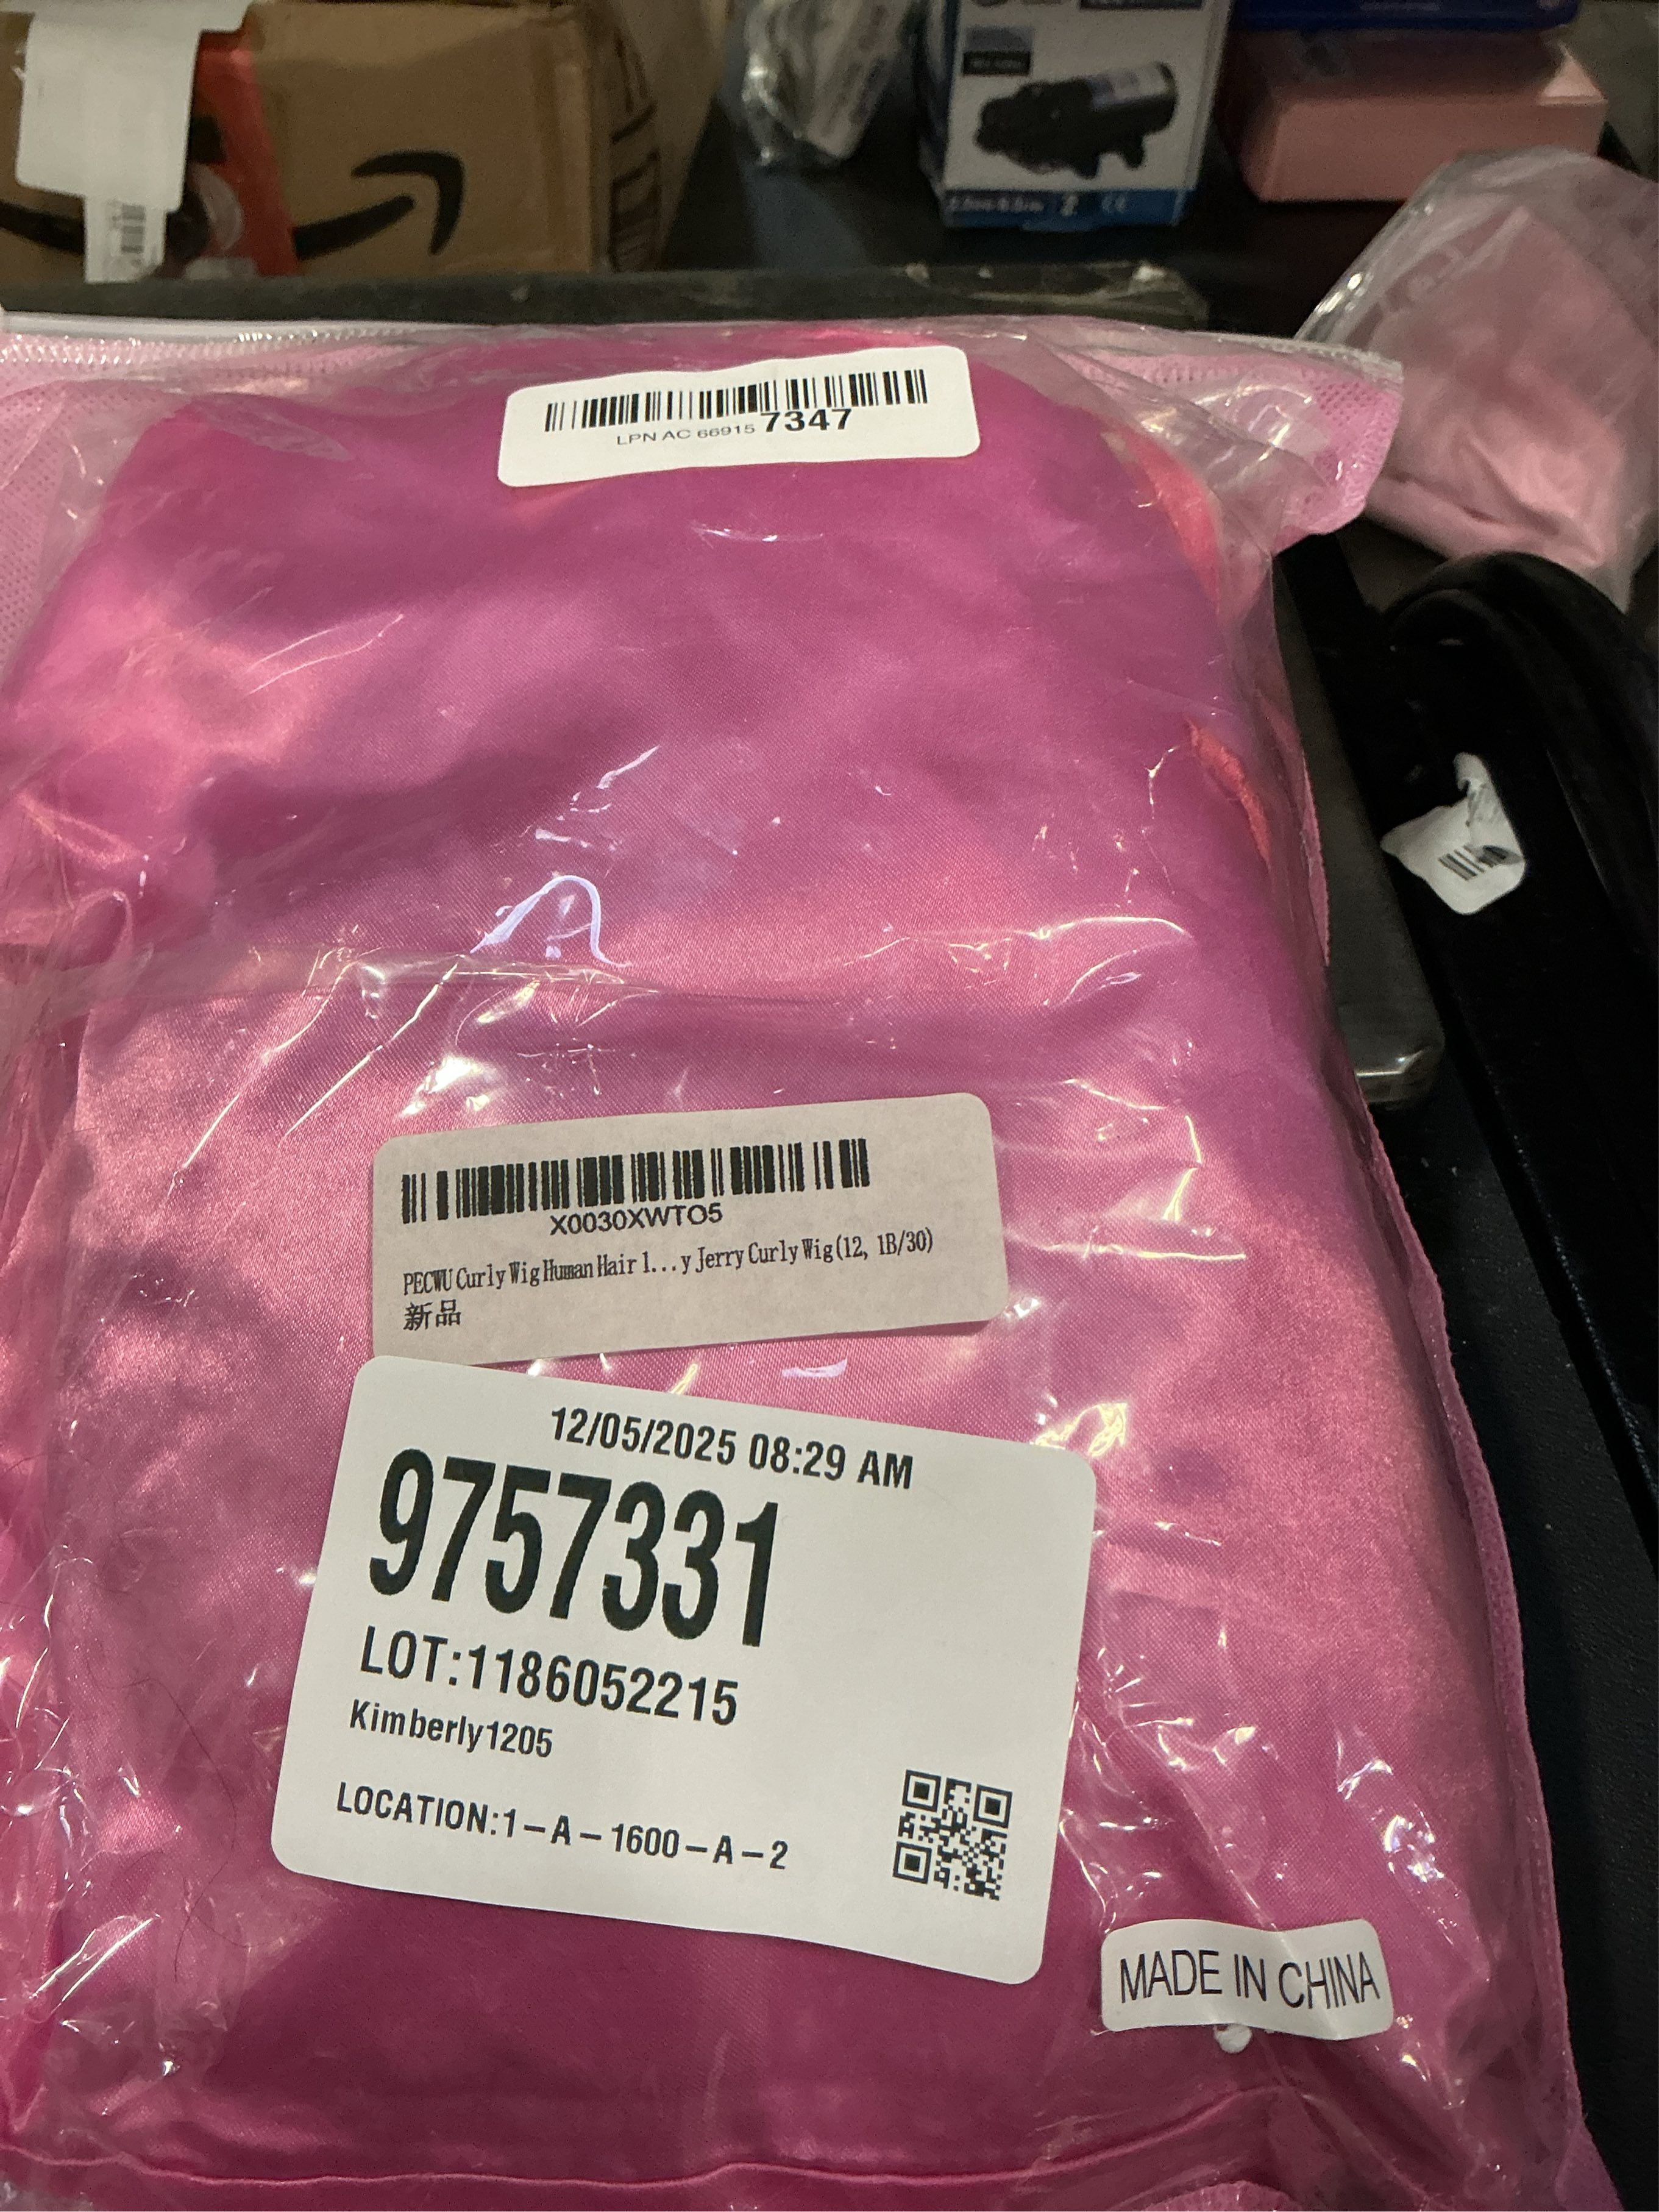 LPN AC 66915 7347
X0030XWTO5
PECWU Curly Wig Human Hair l...y Jerry Curly Wig(12, 1B/30)
新品
12/05/2025 08:29 AM
9757331
LOT:1186052215
Kimberly1205
LOCATION:1-A-1600-A-2
MADE IN CHINA